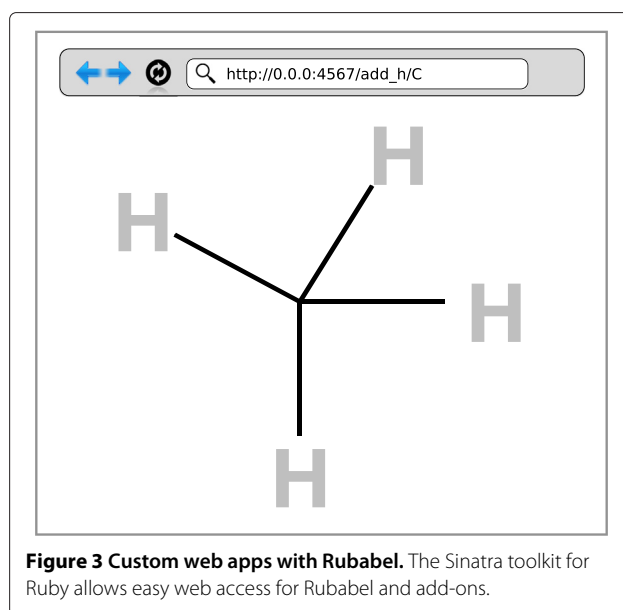 http://0.0.0:4567/add_h/C
H
H
H
H
Figure 3 Custom web apps with Rubabel. The Sinatra toolkit for
Ruby allows easy web access for Rubabel and add-ons.